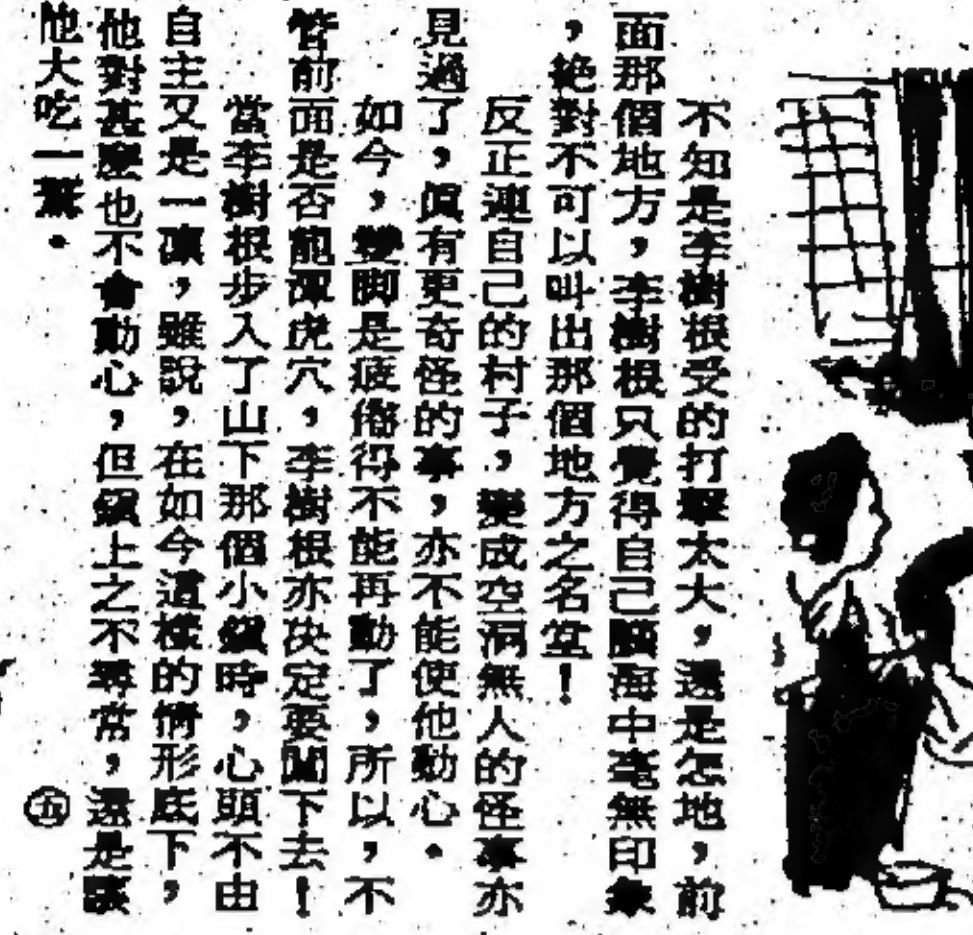 不知是李樹根受的打擊太大，還是怎地，前
面那個地方，李樹根只覺得自己腦海中毫無印象
，絶對不可以叫出那個地方之名堂！
反正連自己的村子，變成空洞無人的怪事亦
見過了，眞有更奇怪的事，亦不能使他動心。
如今，雙脚是疲倦得不能再動了，所以，不
管前面是否龍潭虎穴，李樹根亦决定要闖下去！
當李樹根步入了山下那個小鎭時，心頭不由
自主又是一凜，雖說，在如今這樣的情形底下，
他對甚麽也不會動心，但鎭上之不尋常，還是駭
他大吃一驚。
㊄